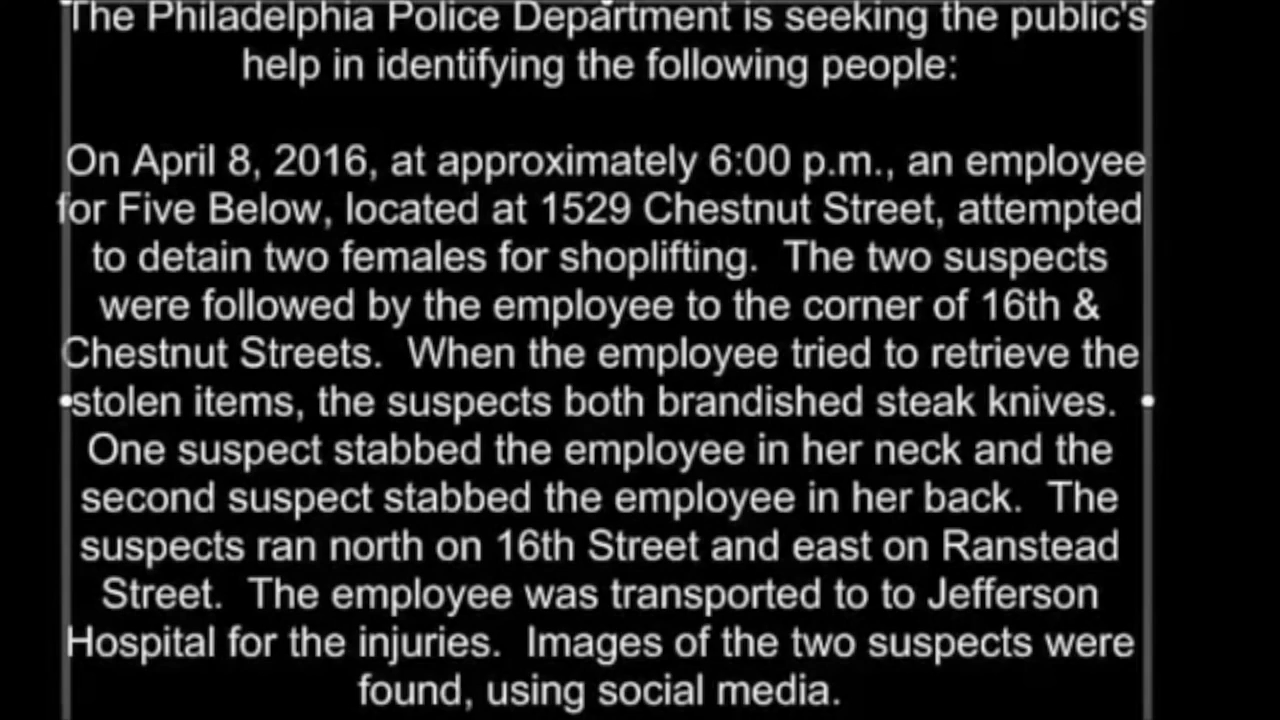 The Philadelphia Police Department is seeking the public's
help in identifying the following people:
On April 8, 2016, at approximately 6:00 p.m., an employee
for Five Below, located at 1529 Chestnut Street, attempted
to detain two females for shoplifting.  The two suspects
were followed by the employee to the corner of 16th &
Chestnut Streets.  When the employee tried to retrieve the
stolen items, the suspects both brandished steak knives.
One suspect stabbed the employee in her neck and the
second suspect stabbed the employee in her back.  The
suspects ran north on 16th Street and east on Ranstead
Street.  The employee was transported to to Jefferson
Hospital for the injuries.  Images of the two suspects were
found, using social media.